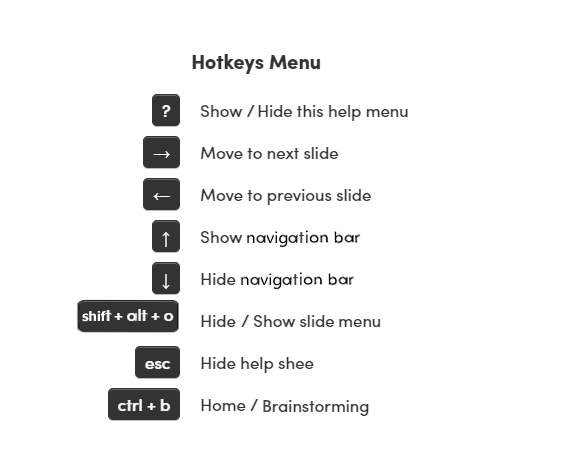 Hotkeys Menu
? Show / Hide this help menu
→ Move to next slide
← Move to previous slide
↑ Show navigation bar
↓ Hide navigation bar
shift + alt + o Hide / Show slide menu
esc Hide help shee
ctrl + b Home / Brainstorming